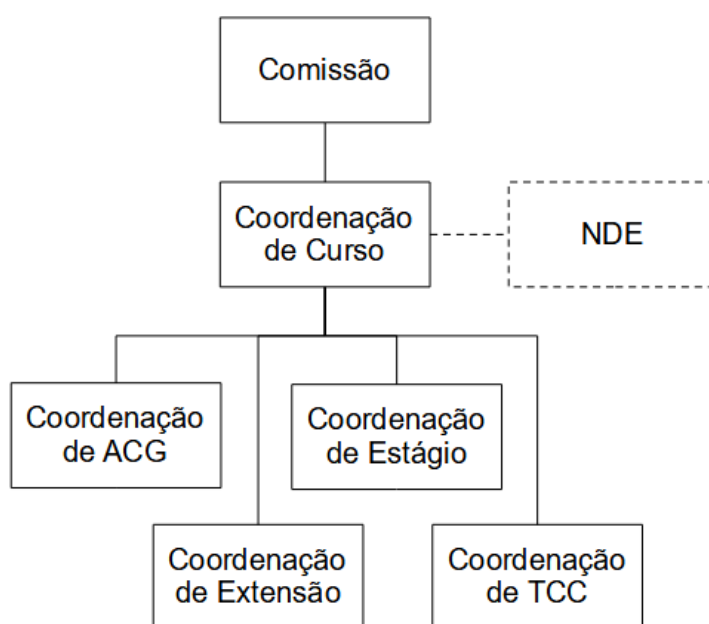 Comissão
Coordenação
de Curso
NDE
Coordenação
de ACG
Coordenação
de Estágio
Coordenação
de Extensão
Coordenação
de TCC